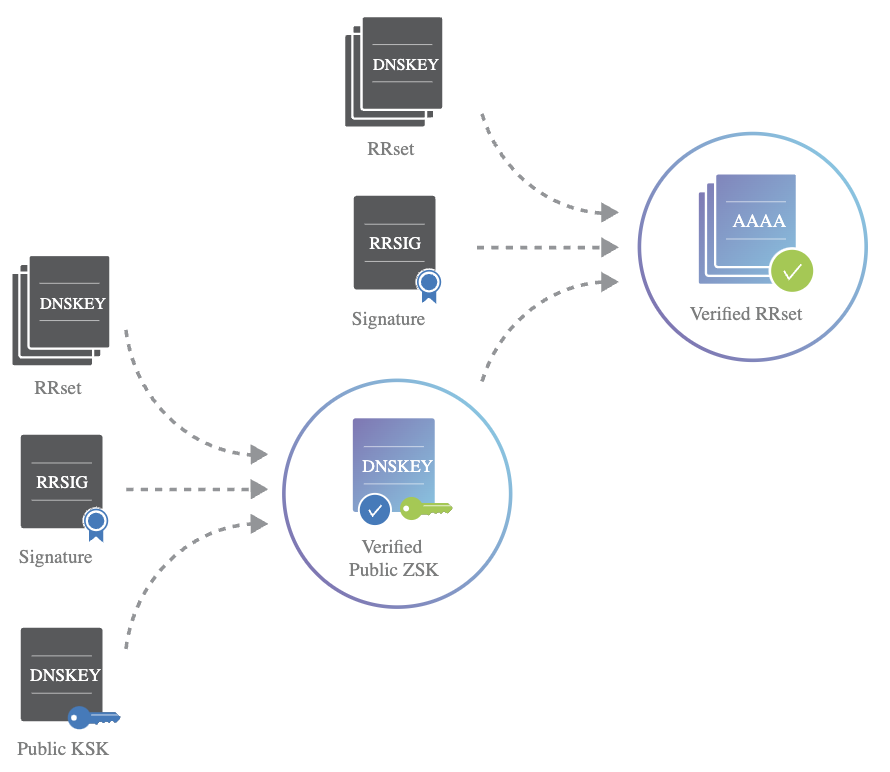 DNSKEY
RRset
RRSIG
Signature
AAAA
Verified RRset
DNSKEY
RRset
RRSIG
Signature
DNSKEY
Public KSK
DNSKEY
Verified
Public ZSK